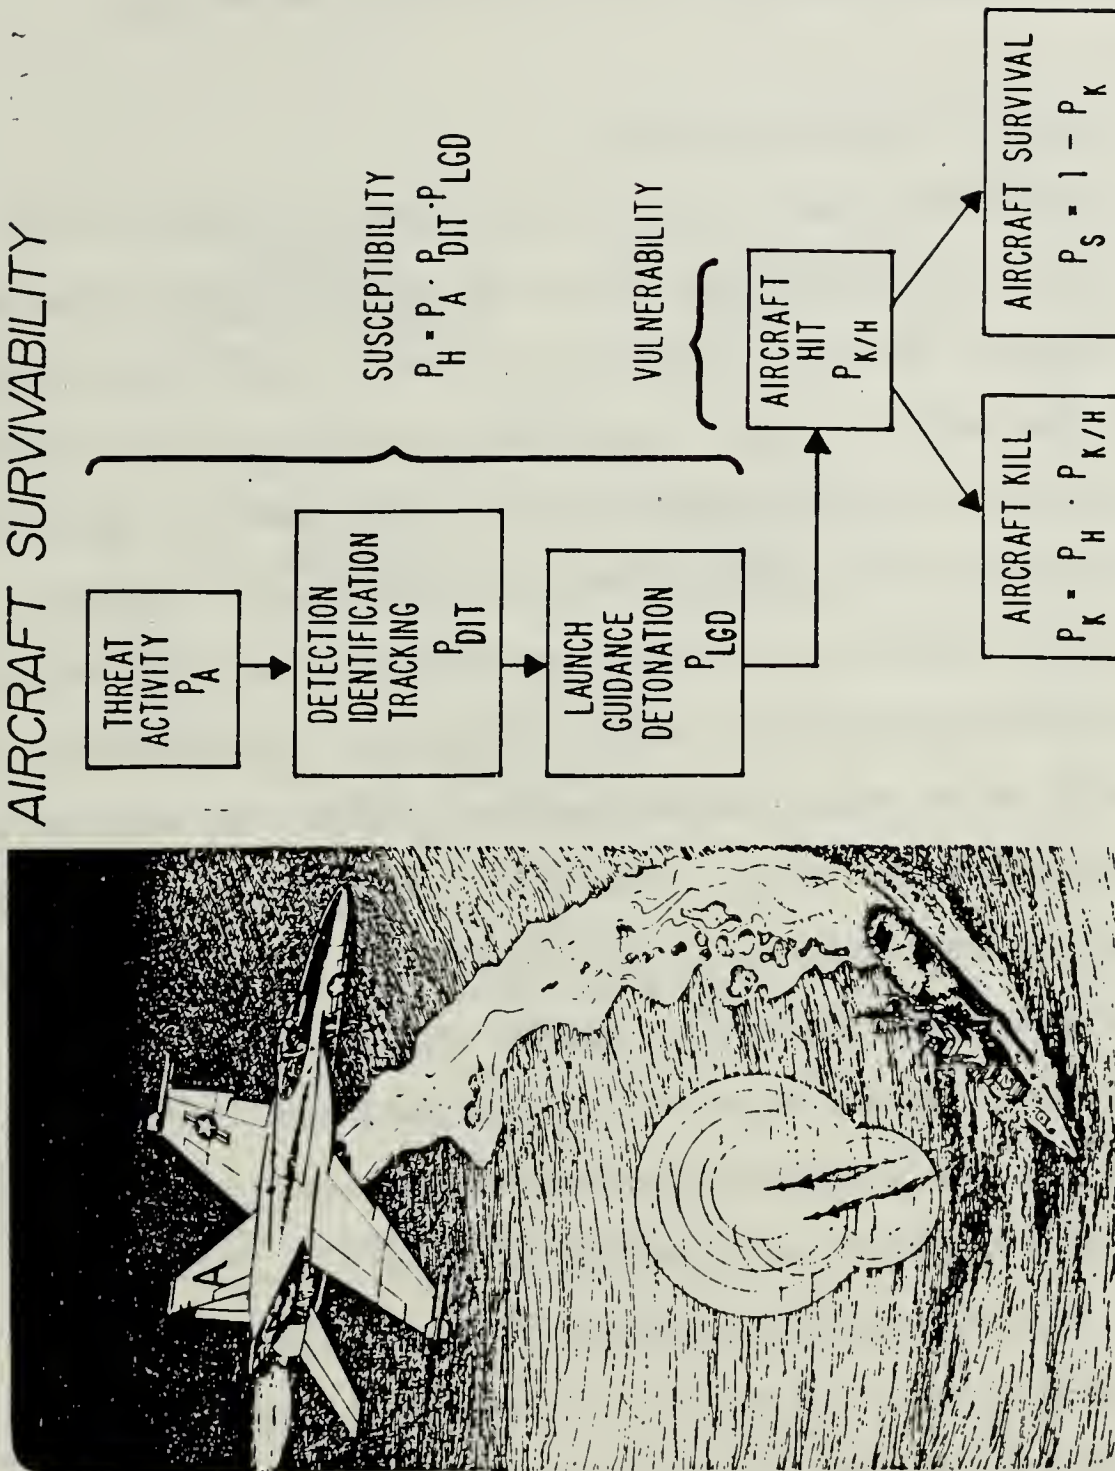 AIRCRAFT SURVIVABILITY
THREAT
ACTIVITY
P_A
DETECTION
IDENTIFICATION
TRACKING
P_DIT
LAUNCH
GUIDANCE
DETONATION
P_LGD
SUSCEPTIBILITY
P_H = P_A · P_DIT · P_LGD
VULNERABILITY
AIRCRAFT
HIT
P_K/H
AIRCRAFT KILL
P_K = P_H · P_K/H
AIRCRAFT SURVIVAL
P_S = 1 - P_K